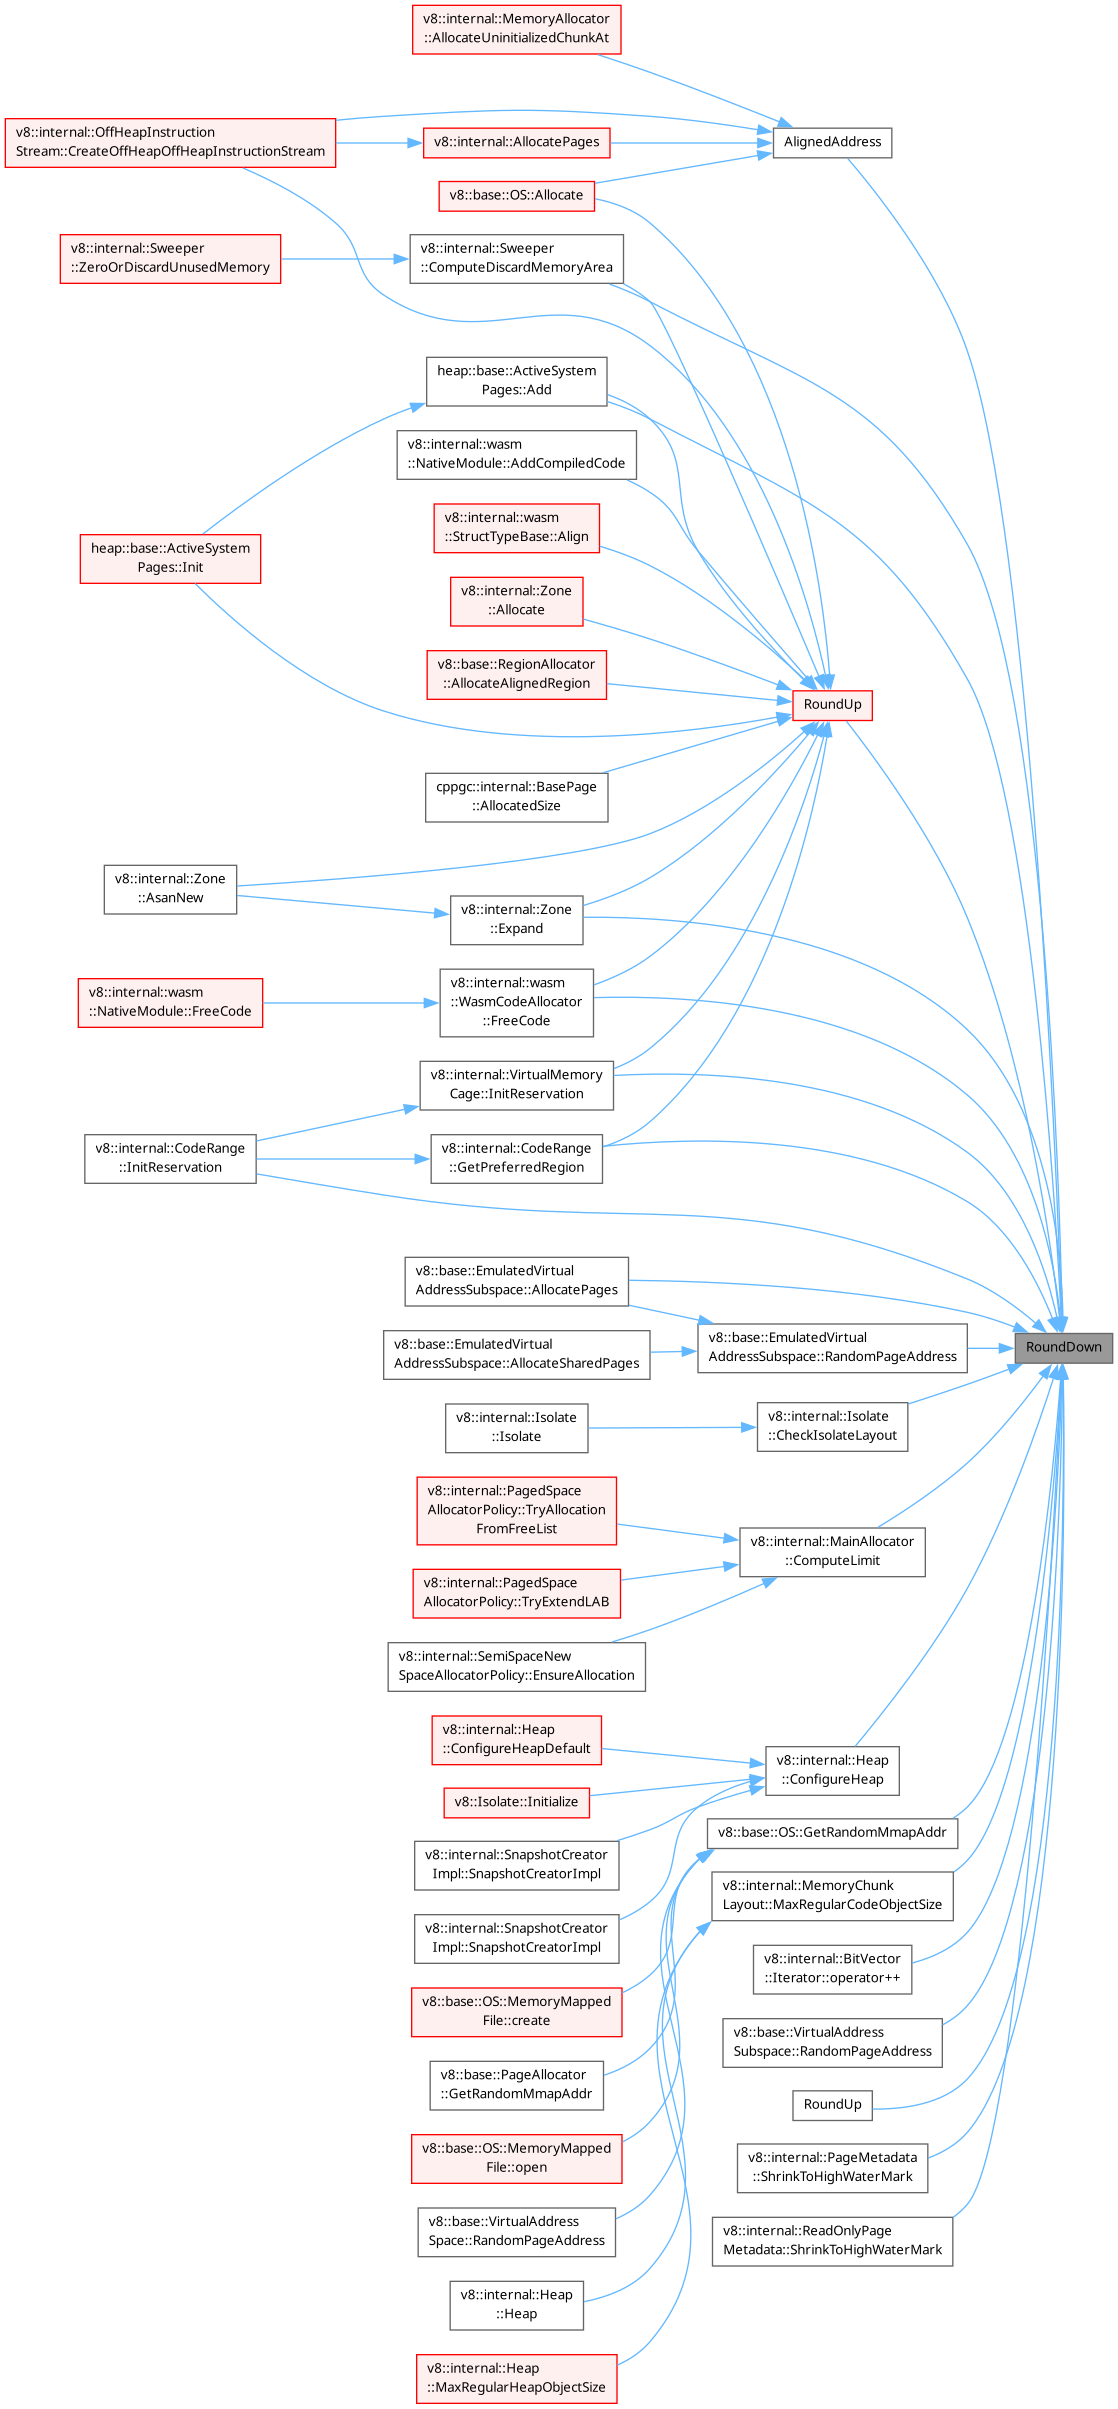 v8::internal::MemoryAllocator
::AllocateUninitializedChunkAt
v8::internal::OffHeapInstruction
Stream::CreateOffHeapOffHeapInstructionStream
v8::internal::AllocatePages
AlignedAddress
v8::base::OS::Allocate
v8::internal::Sweeper
::ZeroOrDiscardUnusedMemory
v8::internal::Sweeper
::ComputeDiscardMemoryArea
heap::base::ActiveSystem
Pages::Add
v8::internal::wasm
::NativeModule::AddCompiledCode
v8::internal::wasm
::StructTypeBase::Align
heap::base::ActiveSystem
Pages::Init
v8::internal::Zone
::Allocate
v8::base::RegionAllocator
::AllocateAlignedRegion
RoundUp
cppgc::internal::BasePage
::AllocatedSize
v8::internal::Zone
::AsanNew
v8::internal::Zone
::Expand
v8::internal::wasm
::NativeModule::FreeCode
v8::internal::wasm
::WasmCodeAllocator
::FreeCode
v8::internal::VirtualMemory
Cage::InitReservation
v8::internal::CodeRange
::InitReservation
v8::internal::CodeRange
::GetPreferredRegion
v8::base::EmulatedVirtual
AddressSubspace::AllocatePages
v8::base::EmulatedVirtual
AddressSubspace::AllocateSharedPages
v8::base::EmulatedVirtual
AddressSubspace::RandomPageAddress
RoundDown
v8::internal::Isolate
::Isolate
v8::internal::Isolate
::CheckIsolateLayout
v8::internal::PagedSpace
AllocatorPolicy::TryAllocation
FromFreeList
v8::internal::MainAllocator
::ComputeLimit
v8::internal::PagedSpace
AllocatorPolicy::TryExtendLAB
v8::internal::SemiSpaceNew
SpaceAllocatorPolicy::EnsureAllocation
v8::internal::Heap
::ConfigureHeapDefault
v8::internal::Heap
::ConfigureHeap
v8::Isolate::Initialize
v8::base::OS::GetRandomMmapAddr
v8::internal::SnapshotCreator
Impl::SnapshotCreatorImpl
v8::internal::MemoryChunk
Layout::MaxRegularCodeObjectSize
v8::internal::SnapshotCreator
Impl::SnapshotCreatorImpl
v8::internal::BitVector
::Iterator::operator++
v8::base::OS::MemoryMapped
File::create
v8::base::VirtualAddress
Subspace::RandomPageAddress
v8::base::PageAllocator
::GetRandomMmapAddr
RoundUp
v8::base::OS::MemoryMapped
File::open
v8::internal::PageMetadata
::ShrinkToHighWaterMark
v8::base::VirtualAddress
Space::RandomPageAddress
v8::internal::ReadOnlyPage
Metadata::ShrinkToHighWaterMark
v8::internal::Heap
::Heap
v8::internal::Heap
::MaxRegularHeapObjectSize